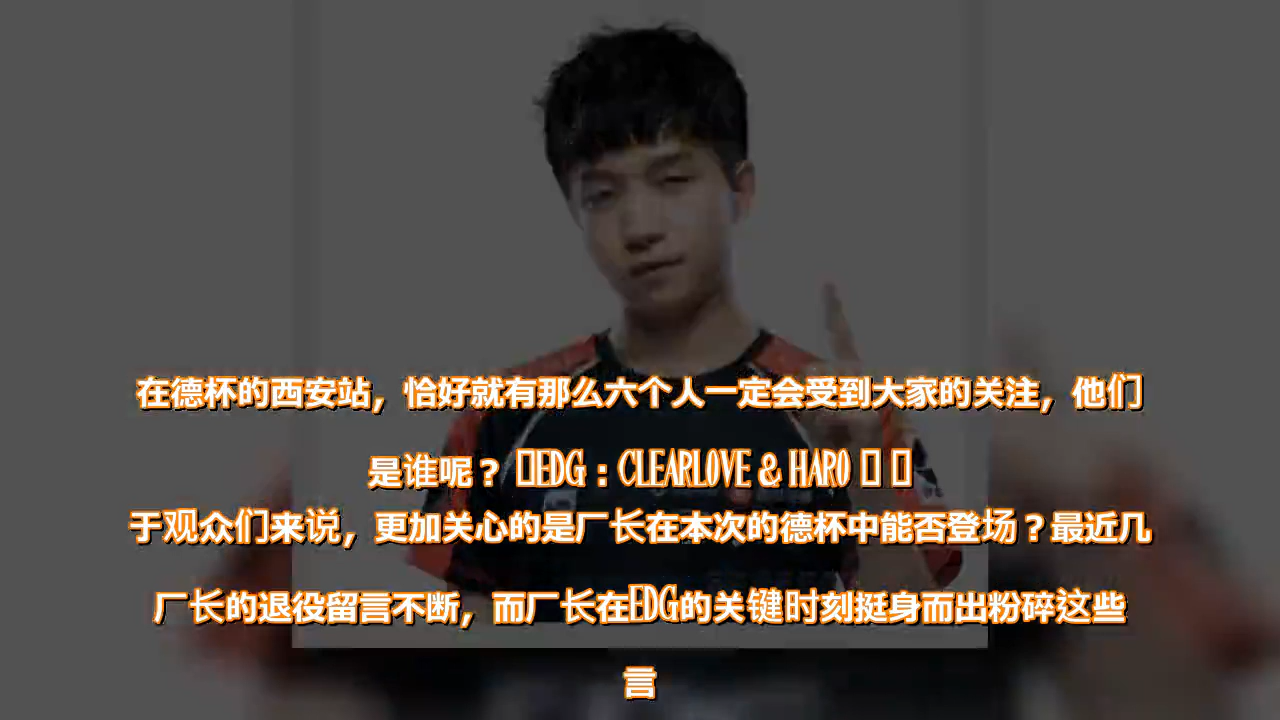 在德杯的西安站，恰好就有那么六个人一定会受到大家的关注，他们
是谁呢？ EDG：CLEARLOVE & HARO
于观众们来说，更加关心的是厂长在本次的德杯中能否登场？最近几
厂长的退役留言不断，而厂长在EDG的关键时刻挺身而出粉碎这些
言